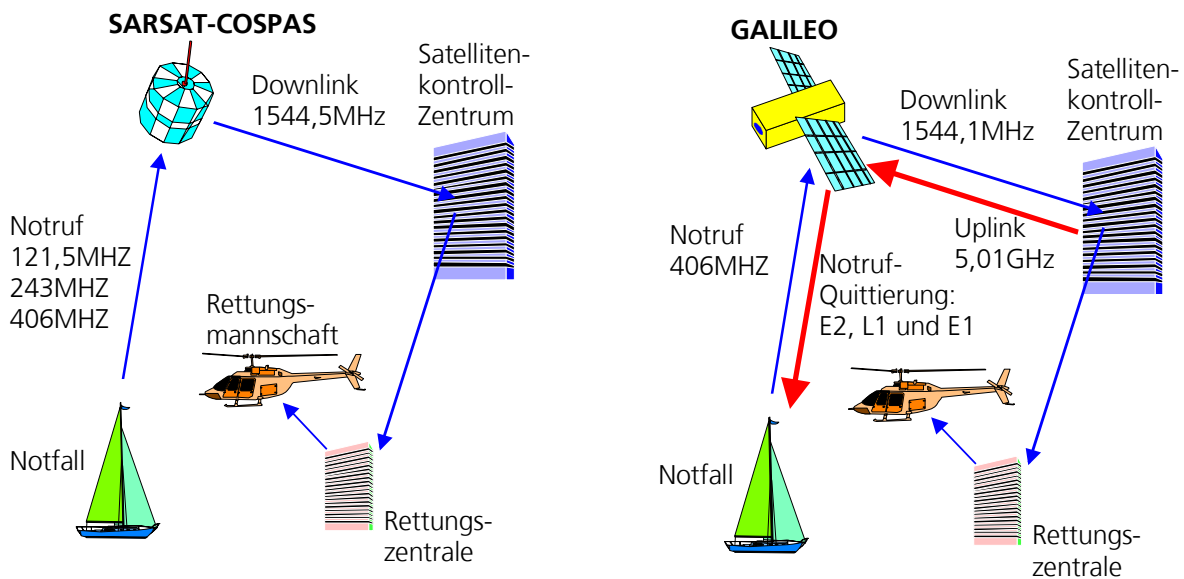 SARSAT-COSPAS
Satelliten-
kontroll-
Zentrum
Downlink
1544,5MHz
Notruf
121,5MHZ
243MHZ
406MHZ
Rettungs-
mannschaft
Notfall
Rettungs-
zentrale
GALILEO
Satelliten-
kontroll-
Zentrum
Downlink
1544,1MHz
Uplink
5,01GHz
Notruf
406MHZ
Notruf-
Quittierung:
E2, L1 und E1
Notfall
Rettungs-
zentrale